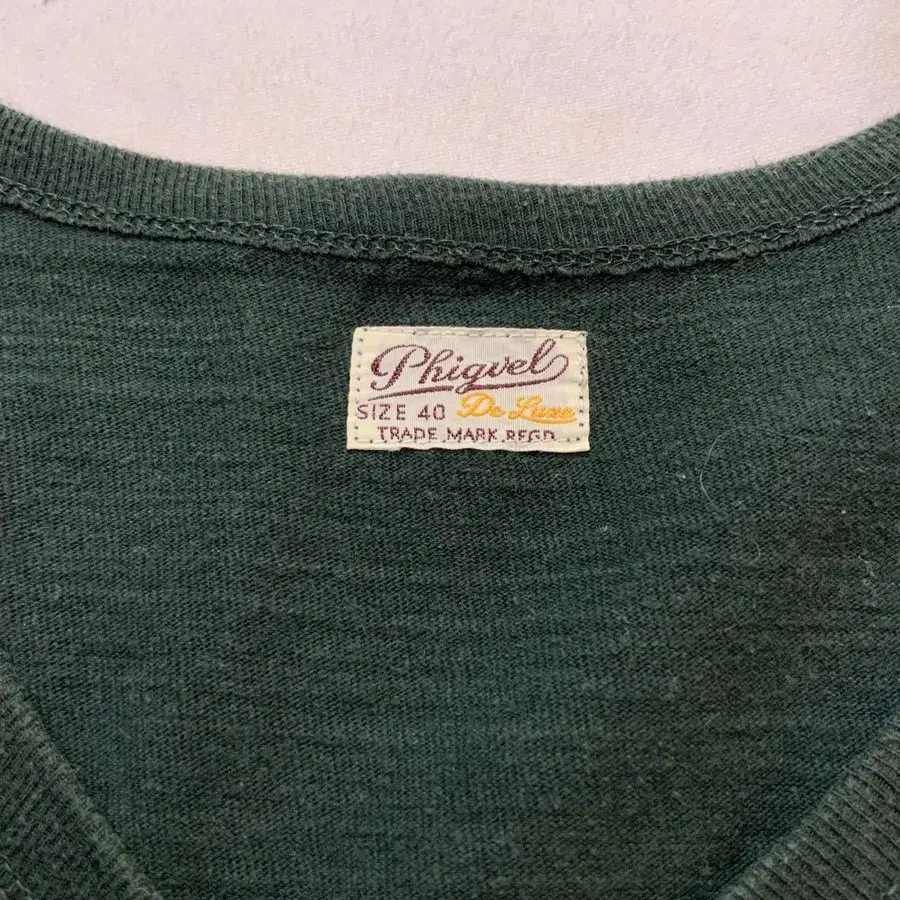 Phigvel
SIZE 40 De Luxe
TRADE MARK REGD.